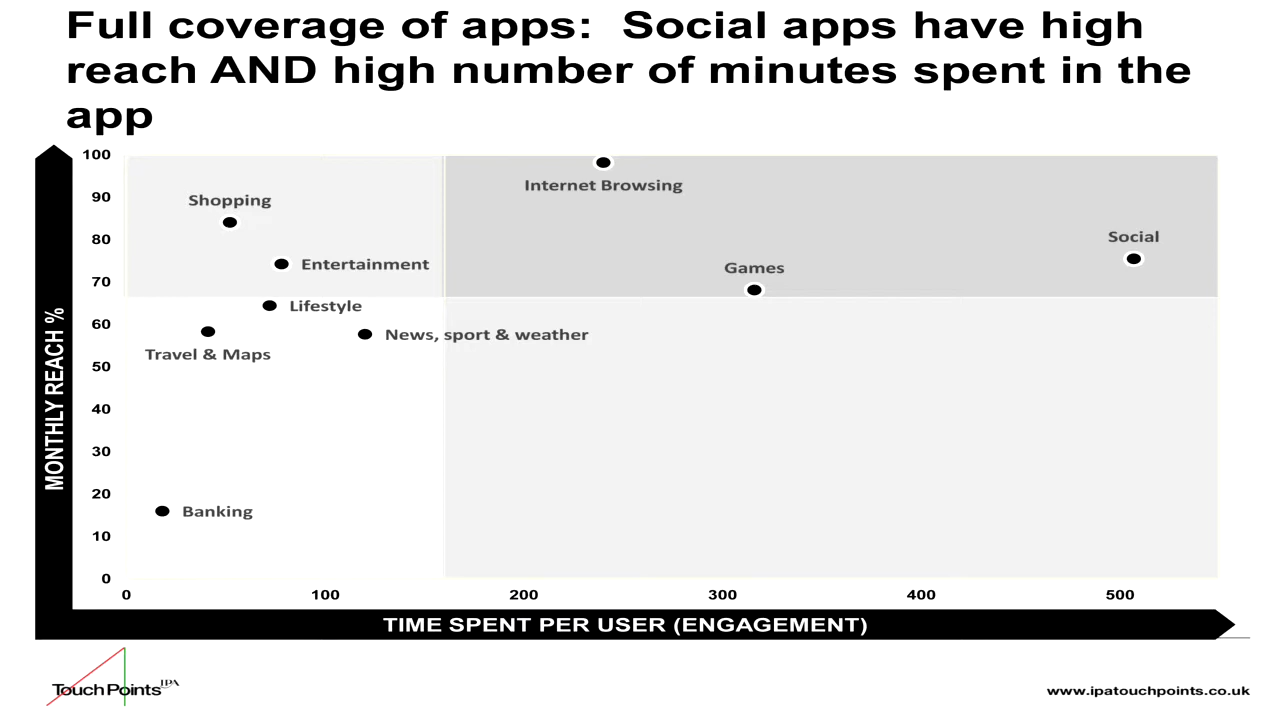 Full coverage of apps:  Social apps have high
reach AND high number of minutes spent in the
app
MONTHLY REACH %
100
90
80
70
60
50
40
30
20
10
0
Internet Browsing
Shopping
Social
Entertainment
Games
Lifestyle
News, sport & weather
Travel & Maps
Banking
0 100 200 300 400 500
TIME SPENT PER USER (ENGAGEMENT)
TouchPoints IPA
www.ipatouchpoints.co.uk